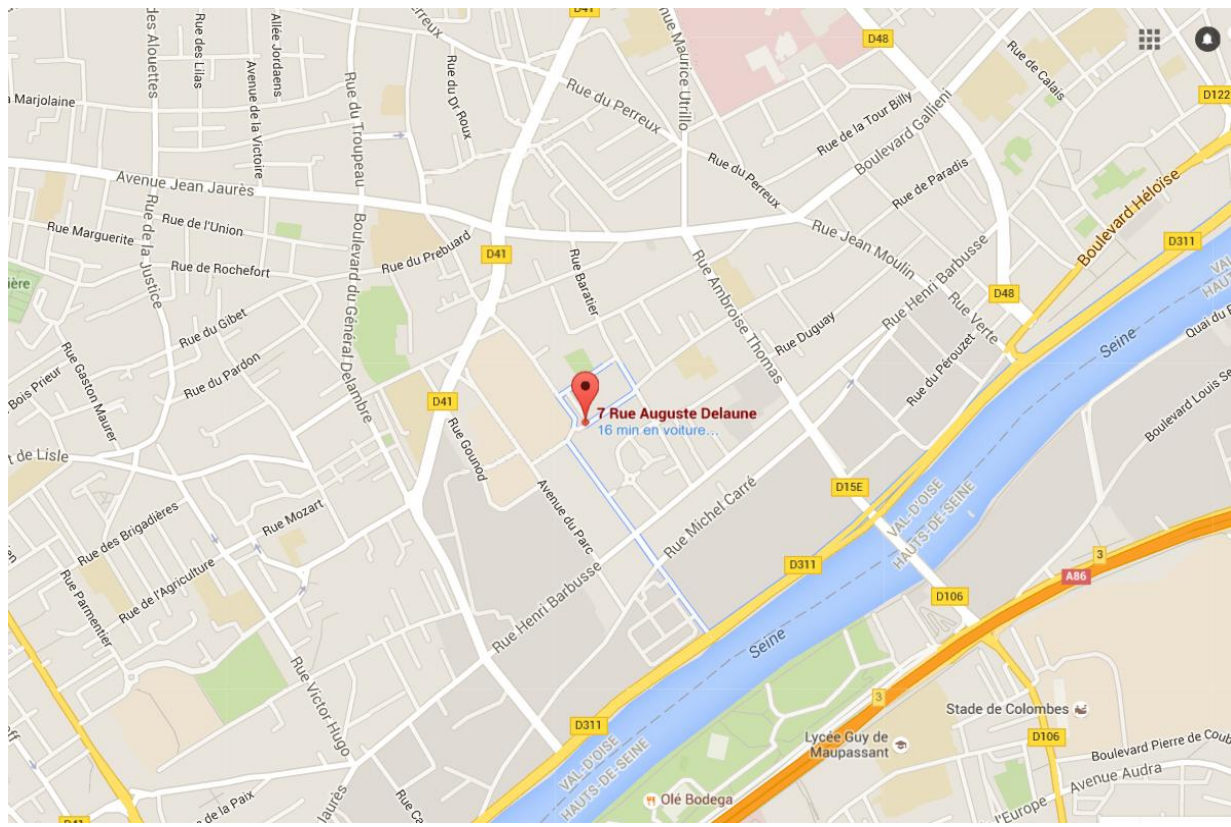 D41
D48
D122
des Alouettes
Rue des Lilas
Allée Jordaens
Avenue de la Victoire
Rue du Troupeau
Rue du Dr Roux
Rue du Perreux
nue Maurice Utrillo
Rue de Calais
Rue de la Tour Billy
Boulevard Gallieni
Rue de Paradis
Rue du Perreux
n Marjolaine
Avenue Jean Jaurès
Rue de l'Union
Rue Marguerite
Rue de la Justice
Rue de Rochefort
Rue du Prebuard
D41
Boulevard du Général Delambre
Rue Baratier
Rue Jean Moulin
Rue Henri Barbusse
Boulevard Héloïse
D311
VAL-
HAUTS-DE-SEINE
ière
Rue du Gibet
Rue du Pardon
Rue Gaston Maurer
Bois Prieur
Rue Ambroise Thomas
Rue Duguay
Rue Verte
D48
Rue du Pérouzet
Seine
Quai du P
Boulevard Louis Se
D41
7 Rue Auguste Delaune
16 min en voiture...
Rue Gounod
t de Lisle
Avenue du Parc
Rue Michel Carré
D15E
VAL-D'OISE
HAUTS-DE-SEINE
Rue des Brigadières
Rue Mozart
Rue de l'Agriculture
Rue Parmentier
Rue Henri Barbusse
D311
3
A86
D106
Seine
Rue Victor Hugo
3
Stade de Colombes
D311
VAL-D'OISE
HAUTS-DE-SEINE
Lycée Guy de
Maupassant
D106
Boulevard Pierre de Coub
Avenue Audra
l'Europe
Olé Bodega
e de la Paix
Jaurès
Rue Ca
D41